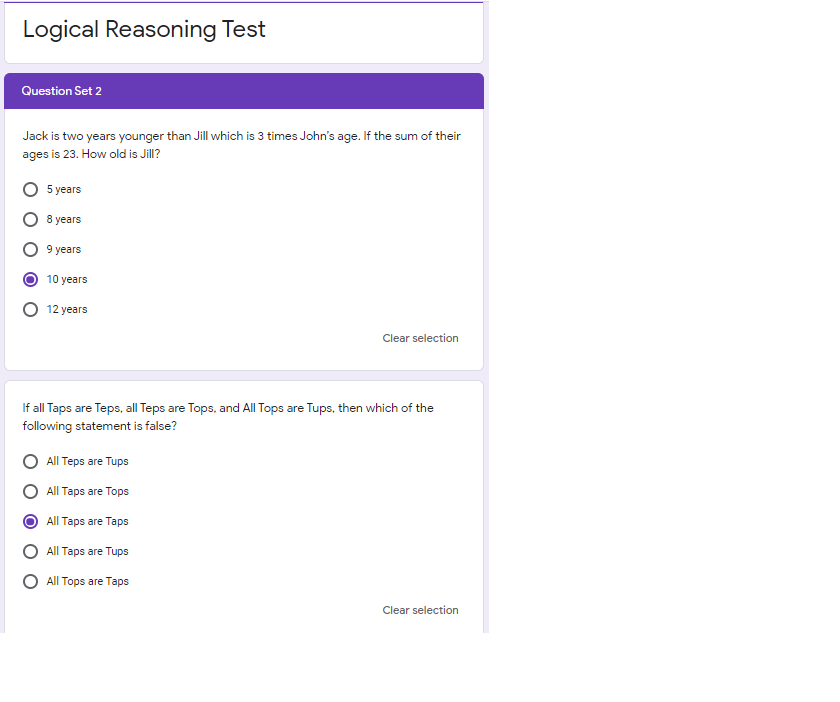 Logical Reasoning Test
Question Set 2
Jack is two years younger than Jill which is 3 times John's age. If the sum of their
ages is 23. How old is Jill?
5 years
8 years
9 years
10 years
12 years
Clear selection
If all Taps are Teps, all Teps are Tops, and All Tops are Tups, then which of the
following statement is false?
All Teps are Tups
All Taps are Tops
All Taps are Taps
All Taps are Tups
All Tops are Taps
Clear selection